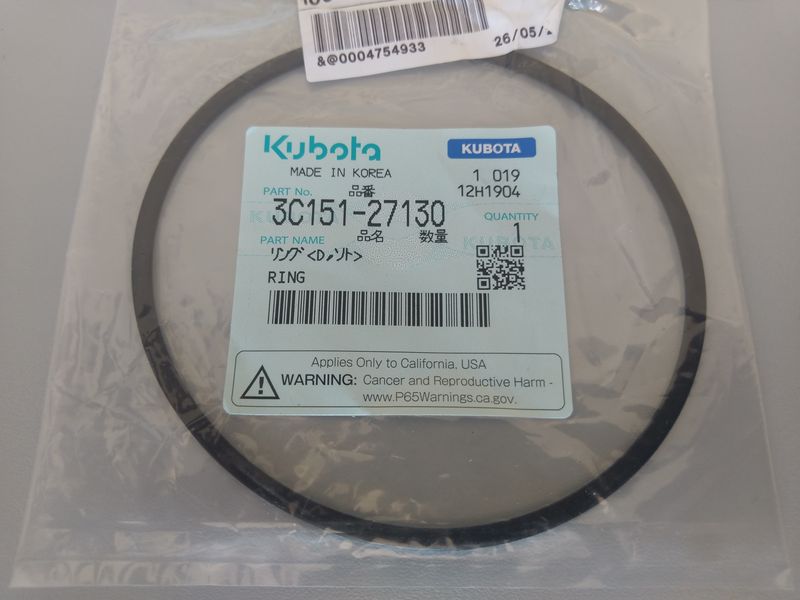 &@0004754933
26/05/
Kubota
KUBOTA
MADE IN KOREA
1 019
PART No.
品番
12H1904
3C151-27130
QUANTITY
1
PART NAME
品名
数量
KUBOTA
リング<D,ソト>
RING
Applies Only to California, USA
WARNING: Cancer and Reproductive Harm -
www.P65Warnings.ca.gov.